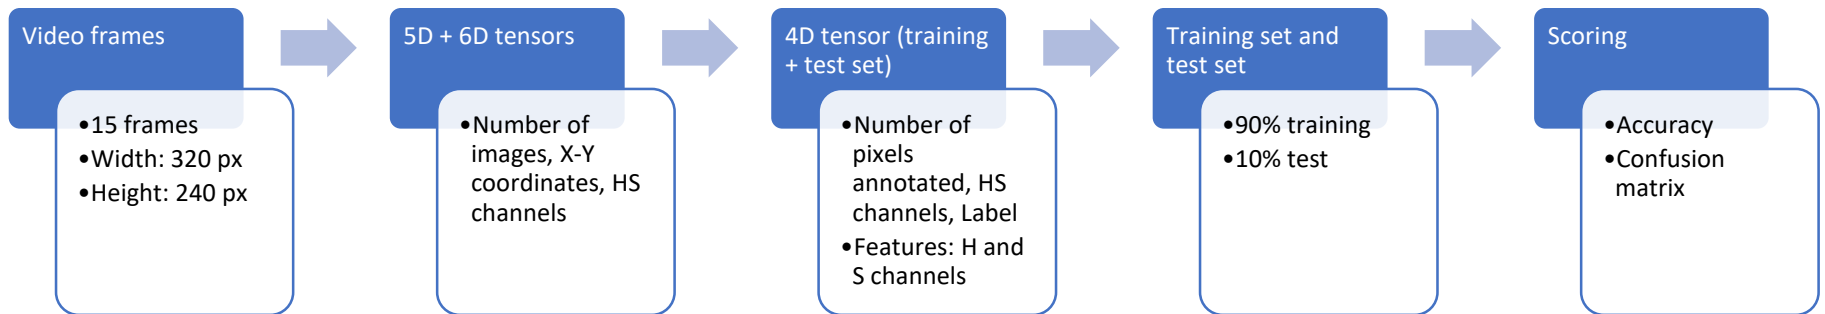 Video frames
•15 frames
•Width: 320 px
•Height: 240 px
5D + 6D tensors
•Number of
images, X-Y
coordinates, HS
channels
4D tensor (training
+ test set)
•Number of
pixels
annotated, HS
channels, Label
•Features: H and
S channels
Training set and
test set
•90% training
•10% test
Scoring
•Accuracy
•Confusion
matrix